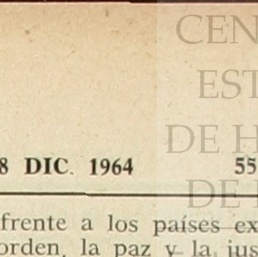 CEN
EST
DE H
DE H
8 DIC. 1964 55
frente a los países ex
orden, la paz y la jus